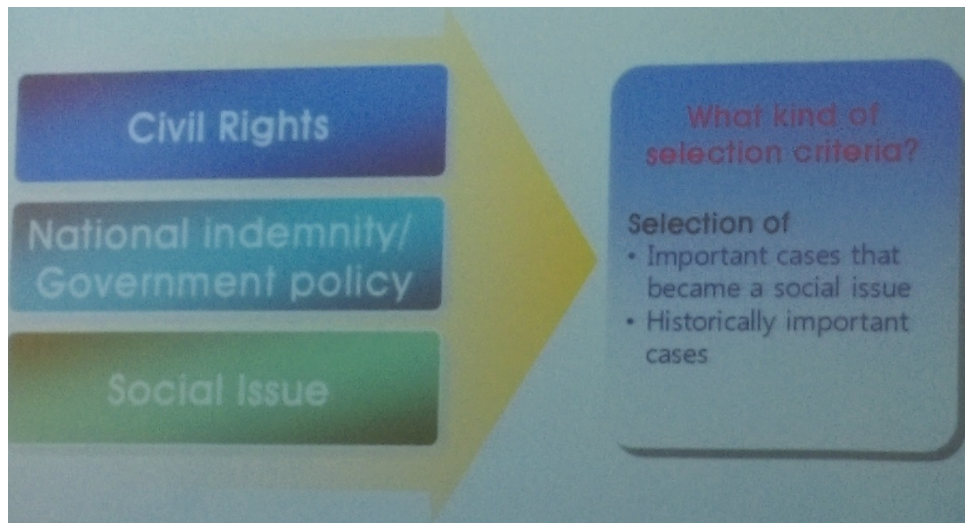 Civil Rights
National indemnity/
Government policy
Social Issue
What kind of
selection criteria?
Selection of
• Important cases that
became a social issue
• Historically important
cases